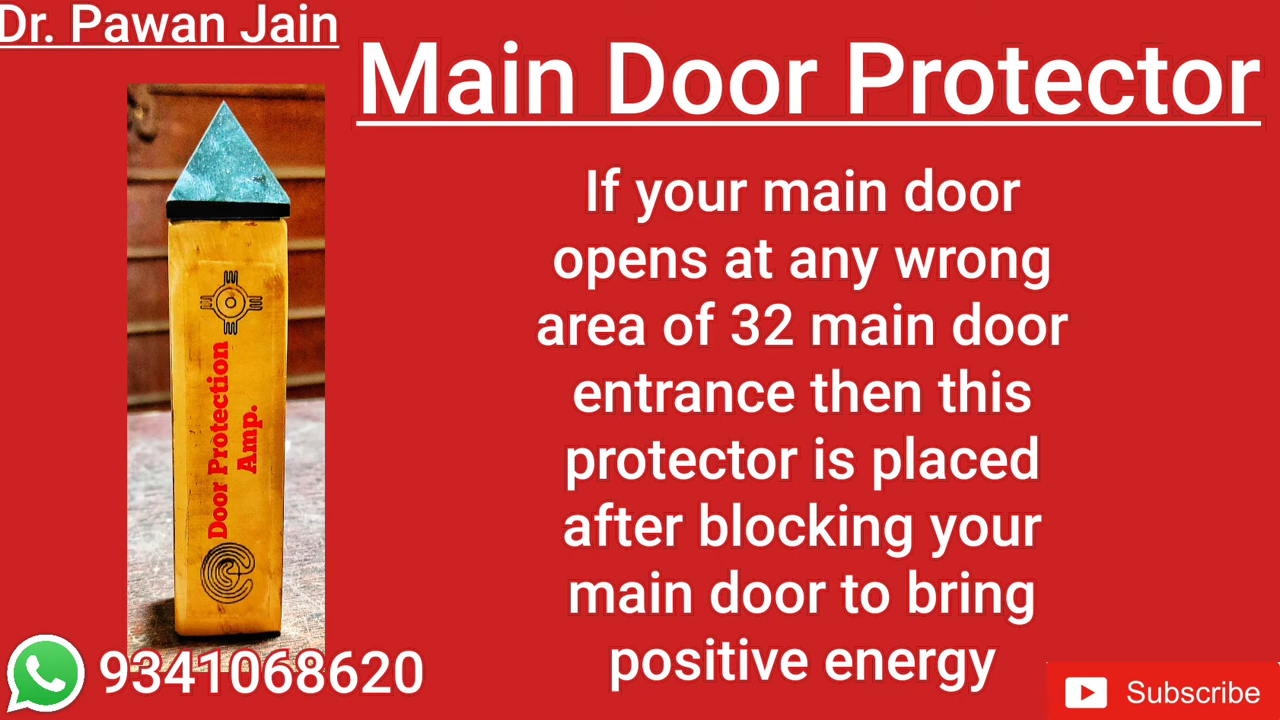 Dr. Pawan Jain
Main Door Protector
If your main door
opens at any wrong
area of 32 main door
entrance then this
protector is placed
after blocking your
main door to bring
positive energy
Door Protection
Amp.
9341068620
Subscribe